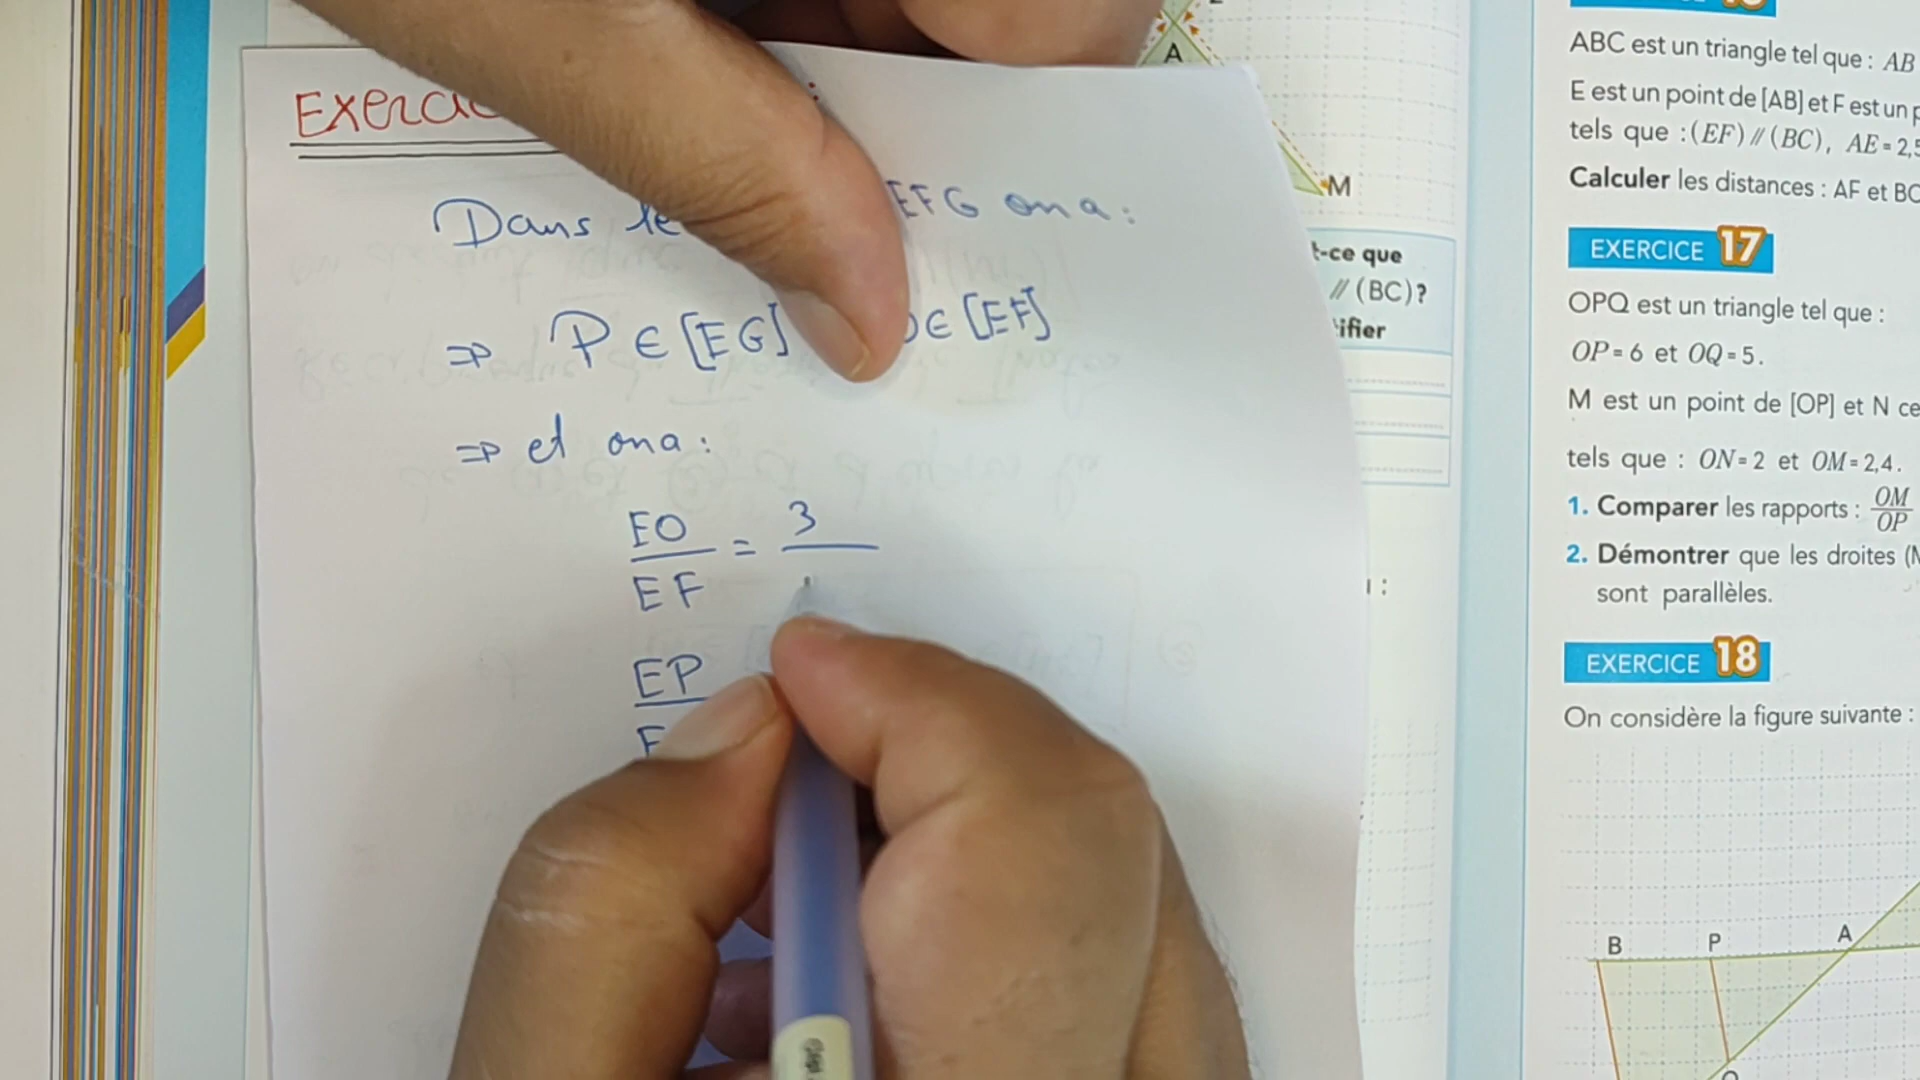 Dans le EFG ona:
⇒ P ∈ [EG] ∈ [EF]
⇒ et ona:
EO/EF = 3
EP
A
M
t-ce que
// (BC)?
ifier
ABC est un triangle tel que : AB
E est un point de [AB] et F est un
tels que : (EF) // (BC), AE = 2,5
Calculer les distances : AF et BC
EXERCICE 17
OPQ est un triangle tel que :
OP = 6 et OQ = 5.
M est un point de [OP] et N ce
tels que : ON = 2 et OM = 2,4.
1. Comparer les rapports : OM/OP
2. Démontrer que les droites (
sont parallèles.
EXERCICE 18
On considère la figure suivante :
B P A